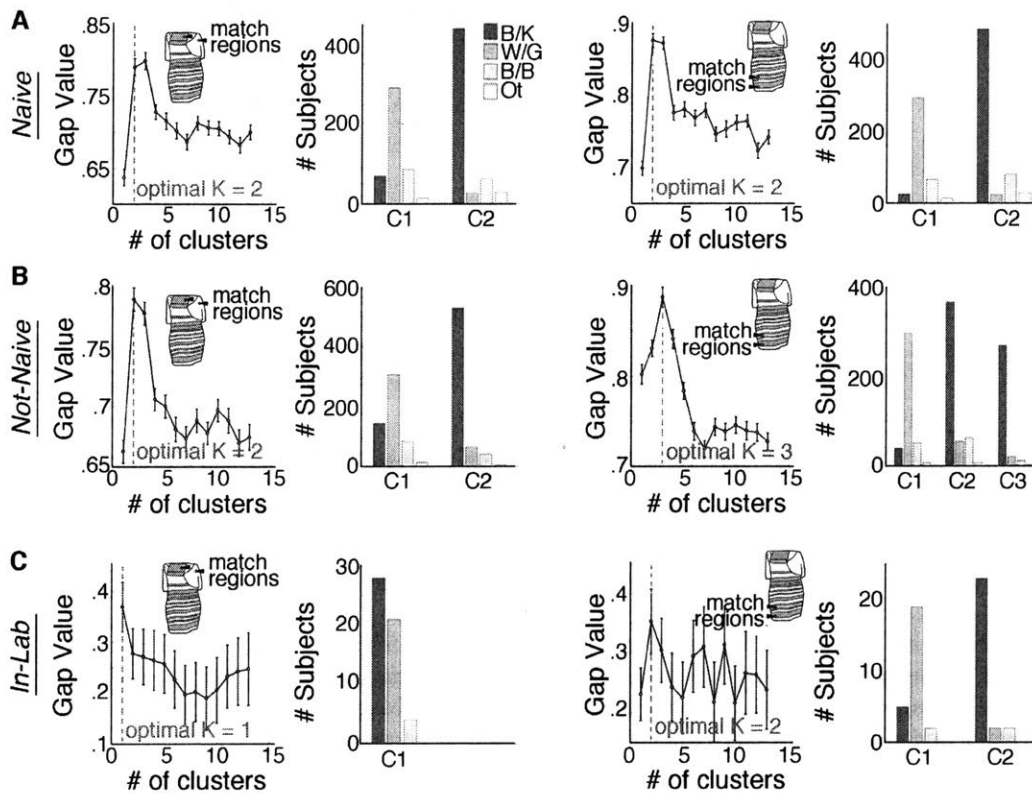 A
Naive
Gap Value
.85
.75
.65
0
5
10
15
# of clusters
optimal K = 2
match
regions
# Subjects
400
200
0
C1
C2
B/K
W/G
B/B
Ot
Gap Value
.9
.8
.7
0
5
10
15
# of clusters
optimal K = 2
match
regions
# Subjects
400
200
0
C1
C2
B
Not-Naive
Gap Value
.8
.75
.7
.65
0
5
10
15
# of clusters
optimal K = 2
match
regions
# Subjects
600
400
200
0
C1
C2
Gap Value
.9
.8
.7
0
5
10
15
# of clusters
optimal K = 3
match
regions
# Subjects
400
200
0
C1
C2
C3
C
In-Lab
Gap Value
.4
.3
.2
.1
0
5
10
15
# of clusters
optimal K = 1
match
regions
# Subjects
30
20
10
0
C1
Gap Value
.4
.3
.2
0
5
10
15
# of clusters
optimal K = 2
match
regions
# Subjects
20
10
0
C1
C2